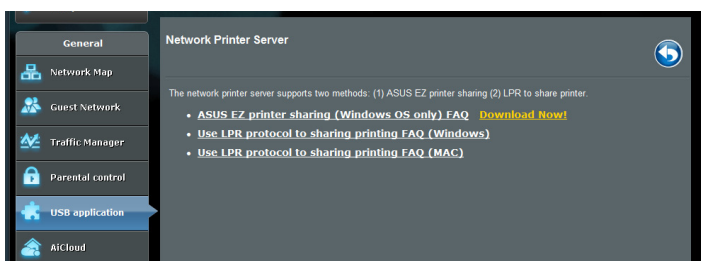 General
Network Map
Guest Network
Traffic Manager
Parental control
USB application
AiCloud
Network Printer Server
The network printer server supports two methods: (1) ASUS EZ printer sharing (2) LPR to share printer.
ASUS EZ printer sharing (Windows OS only) FAQ Download Now!
Use LPR protocol to sharing printing FAQ (Windows)
Use LPR protocol to sharing printing FAQ (MAC)